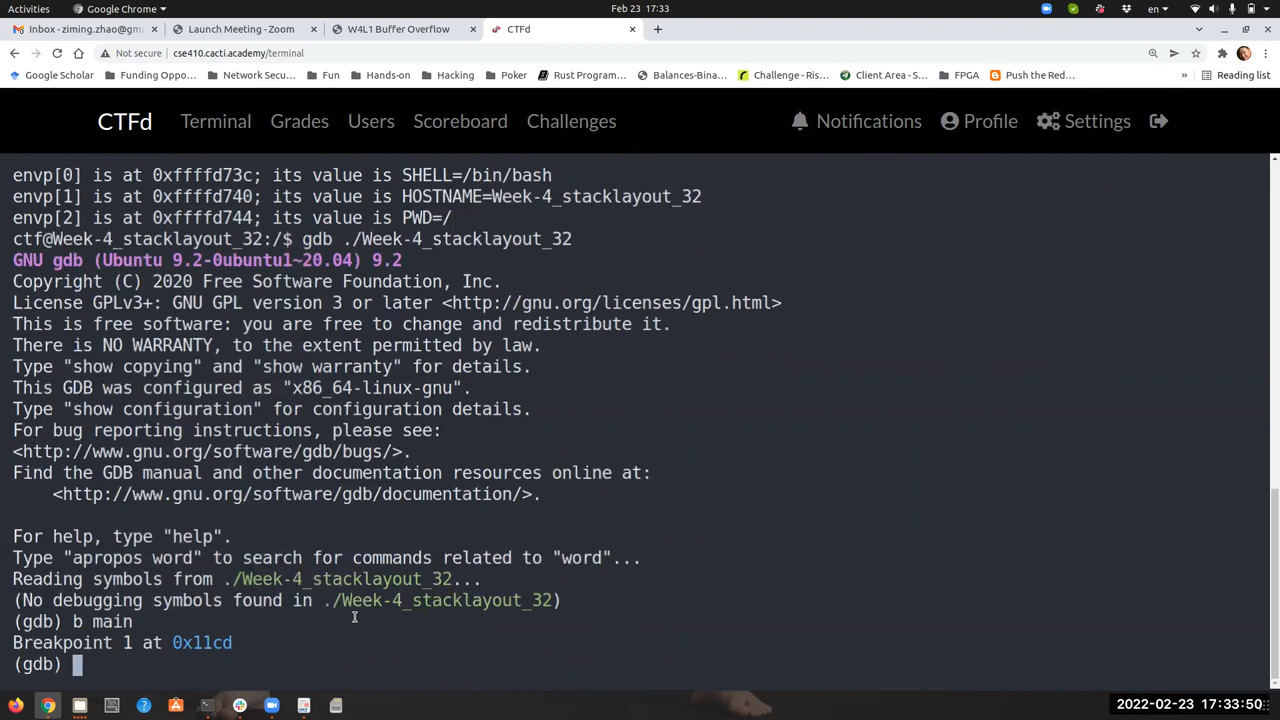 Activities
Google Chrome
Feb 23 17:33
en
Inbox - ziming.zhao@gm
Launch Meeting - Zoom
W4L1 Buffer Overflow
CTFd
Not secure
cse410.cacti.academy/terminal
Google Scholar
Funding Oppo...
Network Secu...
Fun
Hands-on
Hacking
Poker
Rust Program...
Balances-Bina...
Challenge - Ris...
Client Area - S...
FPGA
Push the Red...
»
Reading list
CTFd
Terminal
Grades
Users
Scoreboard
Challenges
Notifications
Profile
Settings
envp[0] is at 0xffffd73c; its value is SHELL=/bin/bash
envp[1] is at 0xffffd740; its value is HOSTNAME=Week-4_stacklayout_32
envp[2] is at 0xffffd744; its value is PWD=/
ctf@Week-4_stacklayout_32:/$ gdb ./Week-4_stacklayout_32
GNU gdb (Ubuntu 9.2-0ubuntu1~20.04) 9.2
Copyright (C) 2020 Free Software Foundation, Inc.
License GPLv3+: GNU GPL version 3 or later <http://gnu.org/licenses/gpl.html>
This is free software: you are free to change and redistribute it.
There is NO WARRANTY, to the extent permitted by law.
Type "show copying" and "show warranty" for details.
This GDB was configured as "x86_64-linux-gnu".
Type "show configuration" for configuration details.
For bug reporting instructions, please see:
<http://www.gnu.org/software/gdb/bugs/>.
Find the GDB manual and other documentation resources online at:
<http://www.gnu.org/software/gdb/documentation/>.
For help, type "help".
Type "apropos word" to search for commands related to "word"...
Reading symbols from ./Week-4_stacklayout_32...
(No debugging symbols found in ./Week-4_stacklayout_32)
(gdb) b main
Breakpoint 1 at 0x11cd
(gdb)
2022-02-23 17:33:50